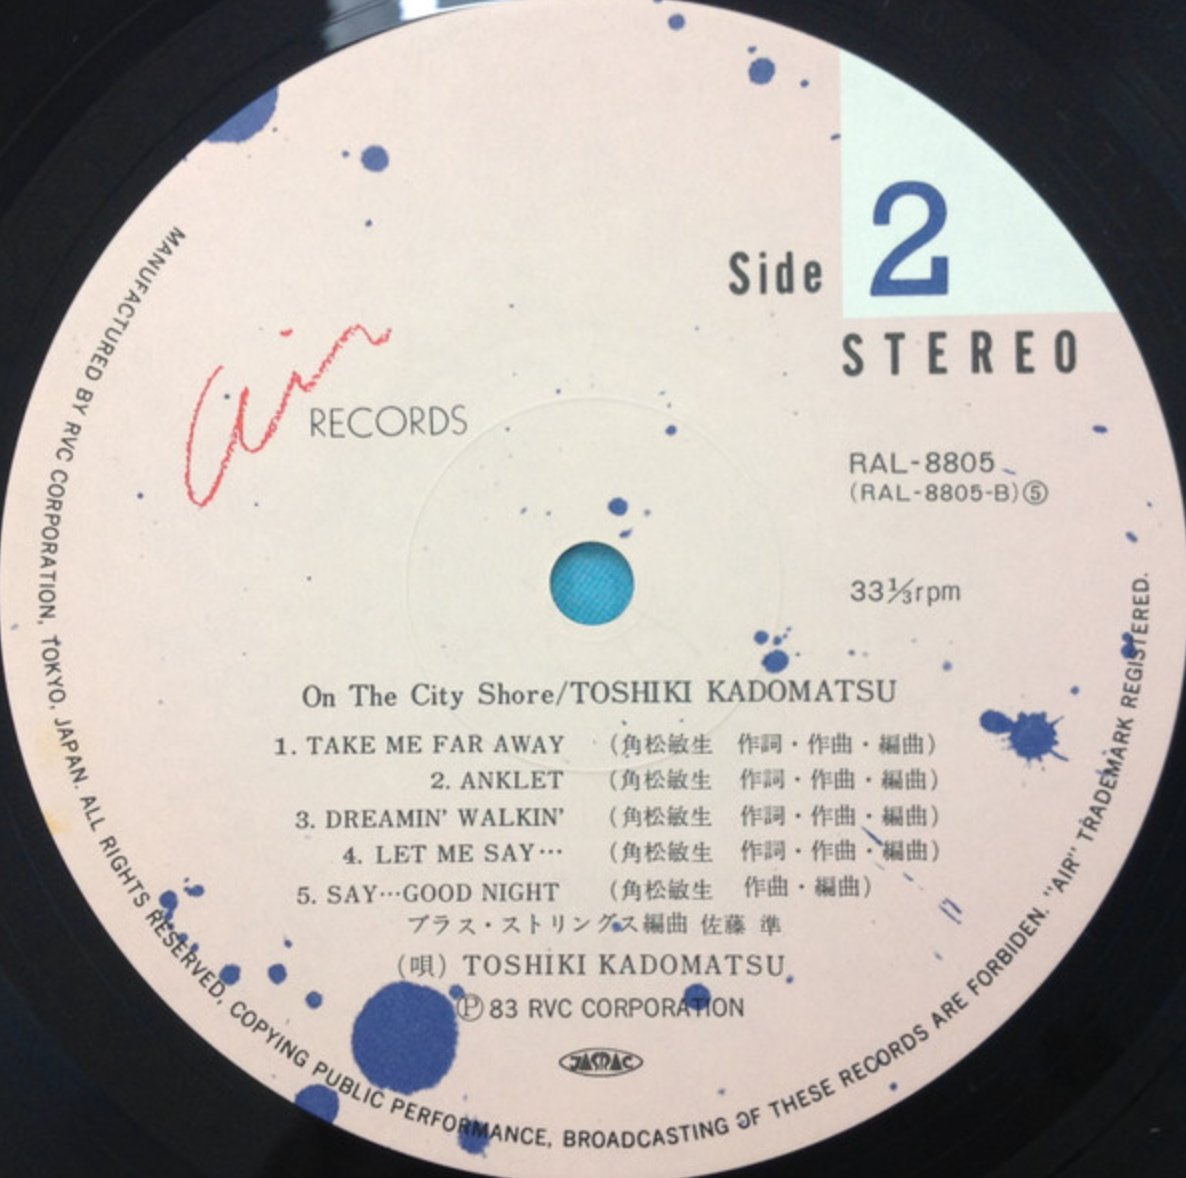 Side 2
STEREO
Air RECORDS
RAL-8805
(RAL-8805-B)⑤
33⅓rpm
On The City Shore/TOSHIKI KADOMATSU
1. TAKE ME FAR AWAY (角松敏生 作詞・作曲・編曲)
2. ANKLET (角松敏生 作詞・作曲・編曲)
3. DREAMIN' WALKIN' (角松敏生 作詞・作曲・編曲)
4. LET ME SAY… (角松敏生 作詞・作曲・編曲)
5. SAY…GOOD NIGHT (角松敏生 作曲・編曲)
ブラス・ストリングス編曲 佐藤 準
(唄) TOSHIKI KADOMATSU
Ⓟ 83 RVC CORPORATION
JASRAC
MANUFACTURED BY RVC CORPORATION, TOKYO, JAPAN. ALL RIGHTS RESERVED, COPYING PUBLIC PERFORMANCE, BROADCASTING OF THESE RECORDS ARE FORBIDEN. "AIR" TRADEMARK REGISTERED.